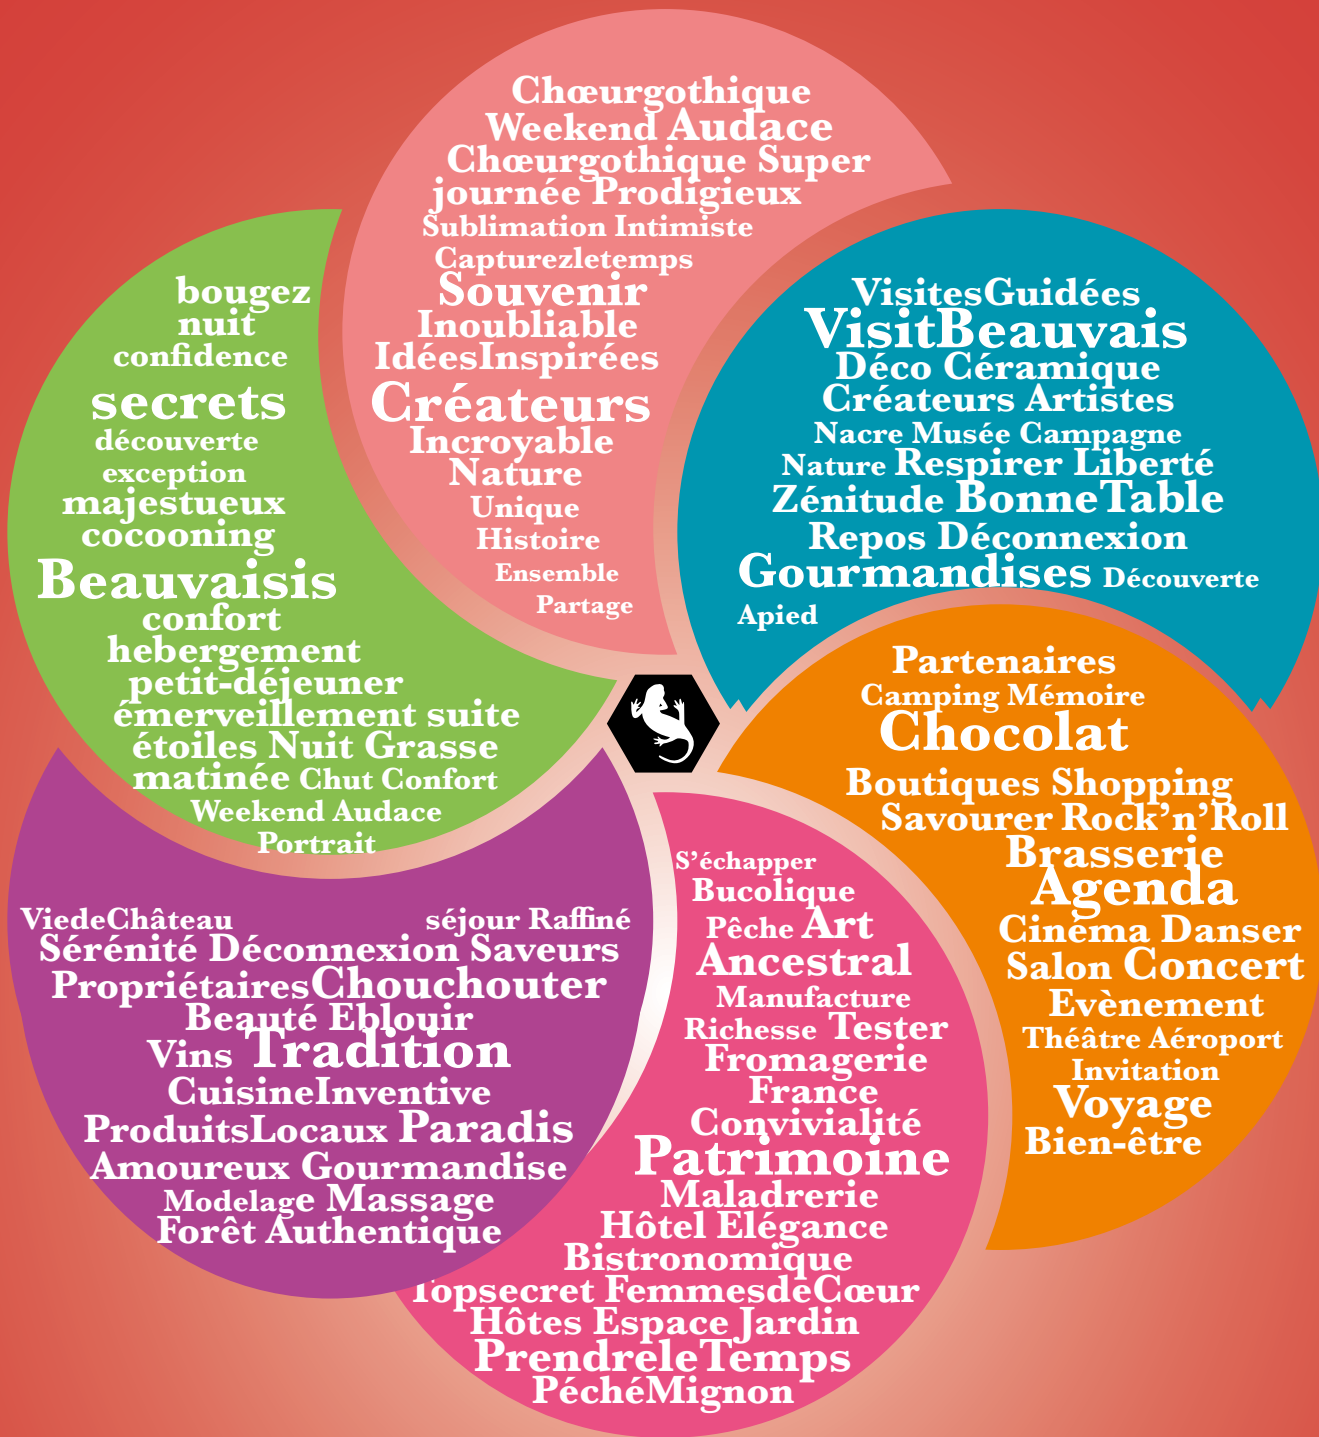 Chœurgothique
Weekend Audace
Chœurgothique Super
journée Prodigieux
Sublimation Intimiste
Capturezletemps
Souvenir
Inoubliable
IdéesInspirées
Créateurs
Incroyable
Nature
Unique
Histoire
Ensemble
Partage
VisitesGuidées
VisitBeauvais
Déco Céramique
Créateurs Artistes
Nacre Musée Campagne
Nature Respirer Liberté
Zénitude BonneTable
Repos Déconnexion
Gourmandises Découverte
Apied
bougez
nuit
confidence
secrets
découverte
exception
majestueux
cocooning
Beauvaisis
confort
hebergement
petit-déjeuner
émerveillement suite
étoiles Nuit Grasse
matinée Chut Confort
Weekend Audace
Portrait
Partenaires
Camping Mémoire
Chocolat
Boutiques Shopping
Savourer Rock’n’Roll
Brasserie
Agenda
Cinéma Danser
Salon Concert
Evènement
Théâtre Aéroport
Invitation
Voyage
Bien-être
ViedeChâteau séjour Raffiné
Sérénité Déconnexion Saveurs
PropriétairesChouchouter
Beauté Eblouir
Vins Tradition
CuisineInventive
ProduitsLocaux Paradis
Amoureux Gourmandise
Modelage Massage
Forêt Authentique
S’échapper
Bucolique
Pêche Art
Ancestral
Manufacture
Richesse Tester
Fromagerie
France
Convivialité
Patrimoine
Maladrerie
Hôtel Elégance
Bistronomique
Topsecret FemmesdeCœur
Hôtes Espace Jardin
PrendreleTemps
PéchéMignon